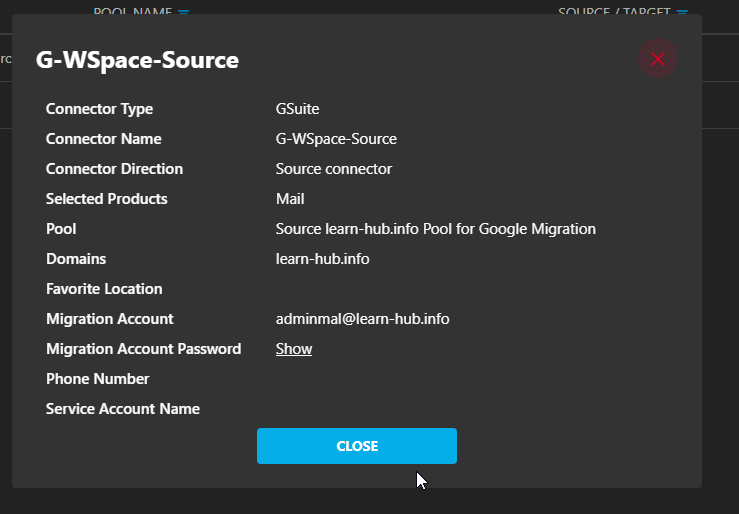 POOL NAME SOURCE / TARGET
ro
G-WSpace-Source
Connector Type GSuite
Connector Name G-WSpace-Source
Connector Direction Source connector
Selected Products Mail
Pool Source learn-hub.info Pool for Google Migration
Domains learn-hub.info
Favorite Location
Migration Account adminmal@learn-hub.info
Migration Account Password Show
Phone Number
Service Account Name
CLOSE